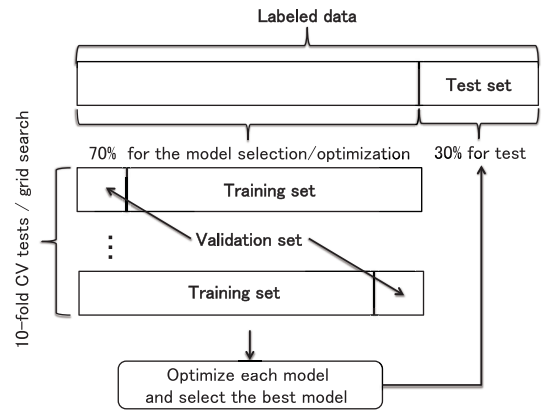 Labeled data
Test set
70% for the model selection/optimization
30% for test
10-fold CV tests / grid search
Training set
Validation set
Training set
Optimize each model
and select the best model